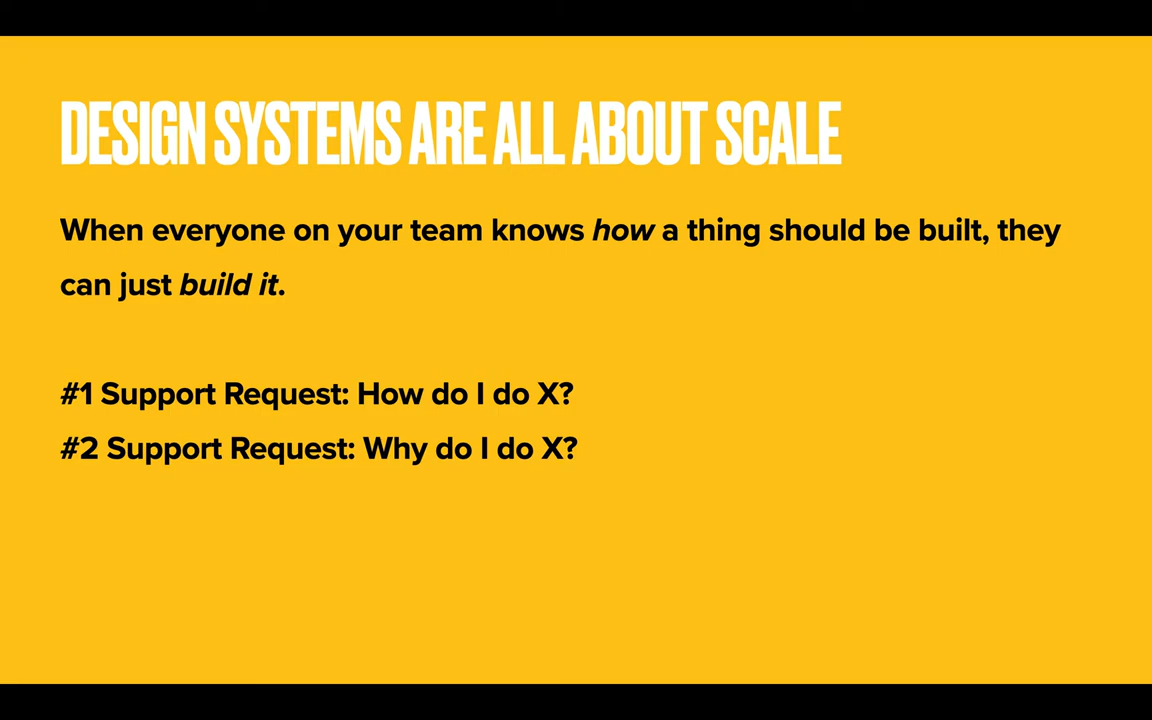 DESIGN SYSTEMS ARE ALL ABOUT SCALE
When everyone on your team knows how a thing should be built, they
can just build it.
#1 Support Request: How do I do X?
#2 Support Request: Why do I do X?